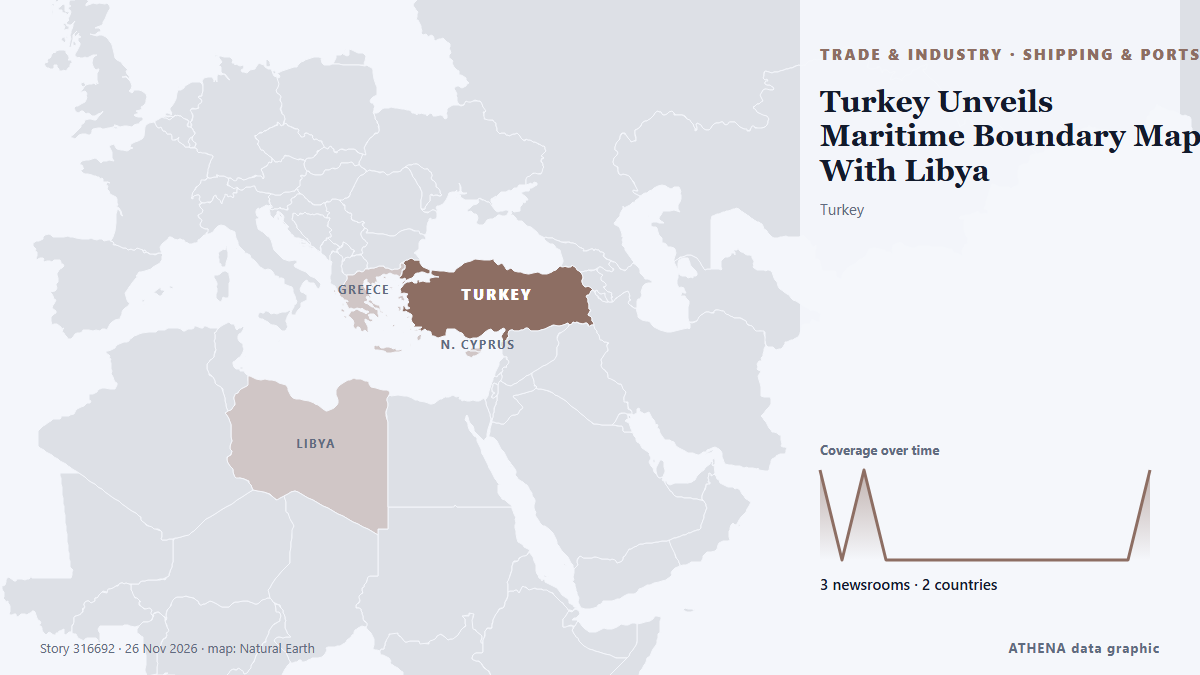 TRADE & INDUSTRY · SHIPPING & PORTS
Turkey Unveils
Maritime Boundary Map
With Libya
Turkey
GREECE
TURKEY
N. CYPRUS
LIBYA
Coverage over time
3 newsrooms · 2 countries
Story 316692 · 26 Nov 2026 · map: Natural Earth
ATHENA data graphic